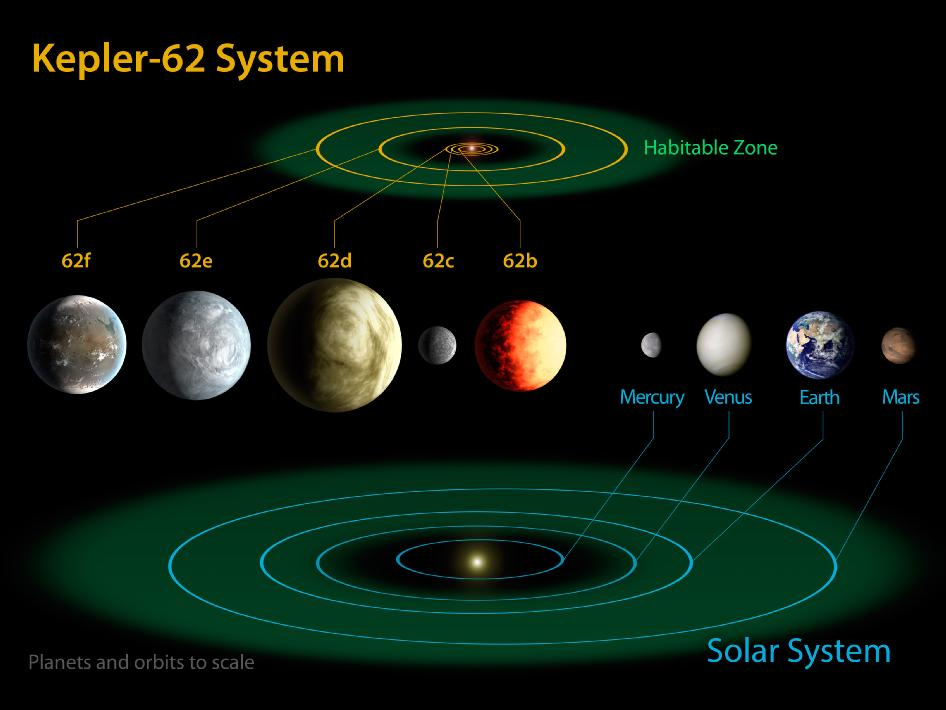 Kepler-62 System
Habitable Zone
62f 62e 62d 62c 62b
Mercury Venus Earth Mars
Solar System
Planets and orbits to scale